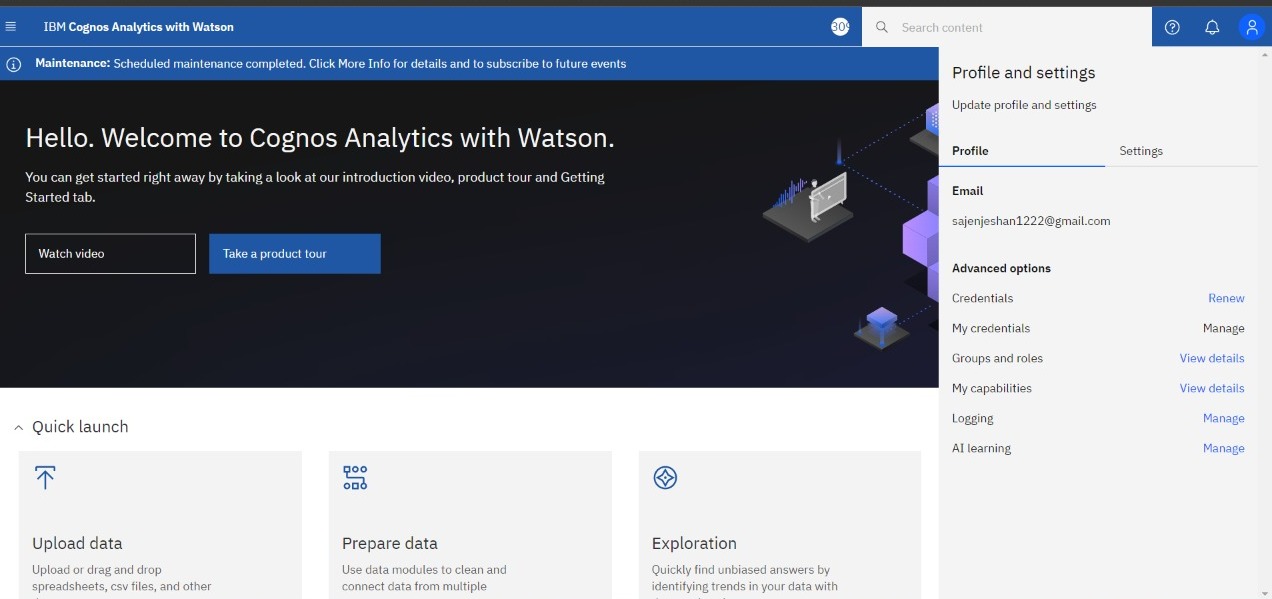 IBM Cognos Analytics with Watson
Search content
Maintenance: Scheduled maintenance completed. Click More Info for details and to subscribe to future events
Hello. Welcome to Cognos Analytics with Watson.
You can get started right away by taking a look at our introduction video, product tour and Getting
Started tab.
Watch video
Take a product tour
Quick launch
Upload data
Upload or drag and drop
spreadsheets, csv files, and other
Prepare data
Use data modules to clean and
connect data from multiple
Exploration
Quickly find unbiased answers by
identifying trends in your data with
Profile and settings
Update profile and settings
Profile
Settings
Email
sajenjeshan1222@gmail.com
Advanced options
Credentials
Renew
My credentials
Manage
Groups and roles
View details
My capabilities
View details
Logging
Manage
AI learning
Manage